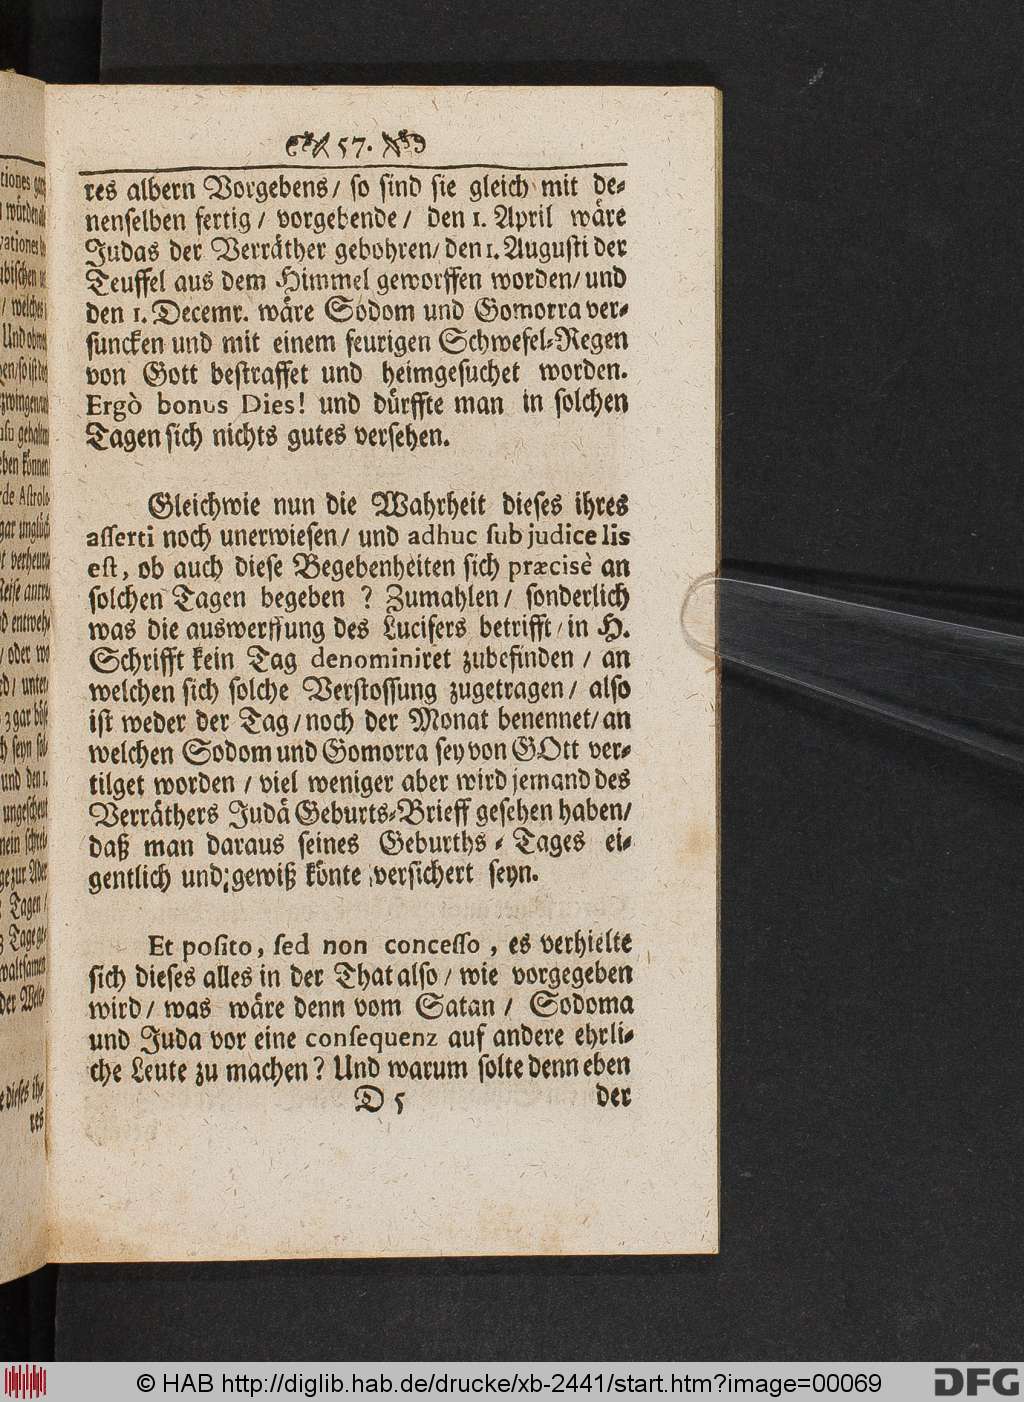 57.
res albern Vorgebens/ so sind sie gleich mit de-
nenselben fertig/ vorgebende/ den 1. April wäre
Judas der Verräther gebohren/ den 1. Augusti der
Teuffel aus dem Himmel geworffen worden/ und
den 1. Decemr. wäre Sodom und Gomorra ver-
suncken und mit einem feurigen Schwefel-Regen
von Gott bestraffet und heimgesuchet worden.
Ergò bonus Dies! und dürffte man in solchen
Tagen sich nichts gutes versehen.
Gleichwie nun die Wahrheit dieses ihres
asserti noch unerwiesen/ und adhuc sub judice lis
est, ob auch diese Begebenheiten sich præcisè an
solchen Tagen begeben? Zumahlen/ sonderlich
was die auswerffung des Lucifers betrifft/ in H.
Schrifft kein Tag denominiret zubefinden/ an
welchen sich solche Verstossung zugetragen/ also
ist weder der Tag/ noch der Monat benennet/ an
welchen Sodom und Gomorra sey von GOtt ver-
tilget worden/ viel weniger aber wird jemand des
Verräthers Judä Geburts-Brieff gesehen haben/
daß man daraus seines Geburths-Tages ei-
gentlich und gewiß könte versichert seyn.
Et posito, sed non concesso, es verhielte
sich dieses alles in der That also/ wie vorgegeben
wird/ was wäre denn vom Satan/ Sodoma
und Juda vor eine consequenz auf andere ehrli-
che Leute zu machen? Und warum solte denn eben
D 5 der
© HAB http://diglib.hab.de/drucke/xb-2441/start.htm?image=00069
DFG